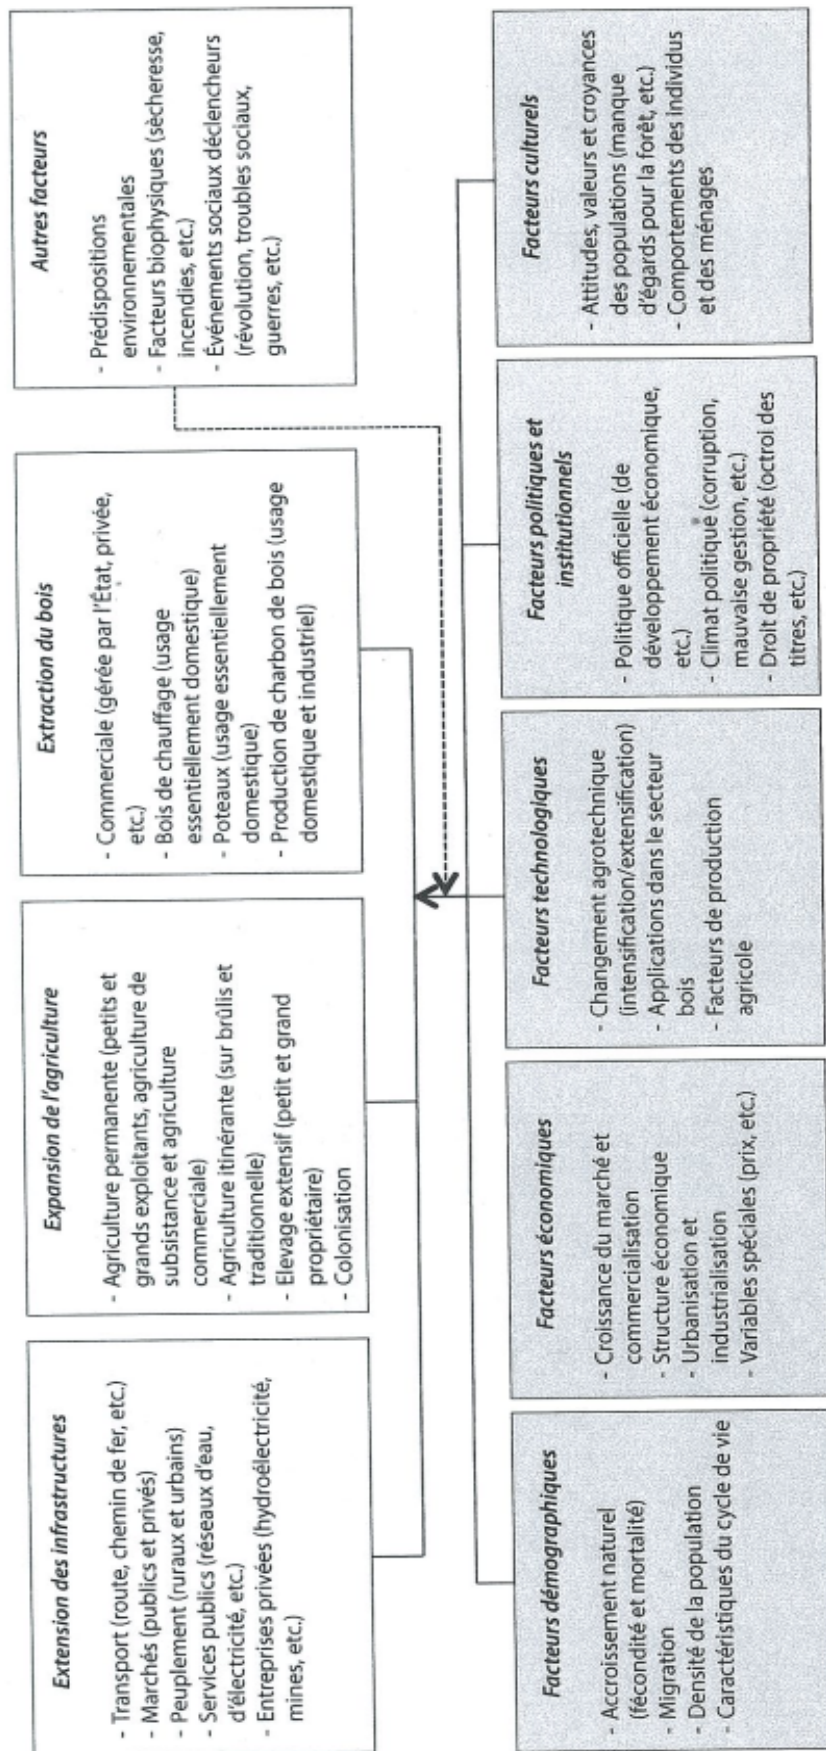 Extension des infrastructures
- Transport (route, chemin de fer, etc.)
- Marchés (publics et privés)
- Peuplement (ruraux et urbains)
- Services publics (réseaux d'eau,
d'électricité, etc.)
- Entreprises privées (hydroélectricité,
mines, etc.)
Expansion de l'agriculture
- Agriculture permanente (petits et
grands exploitants, agriculture de
subsistance et agriculture
commerciale)
- Agriculture itinérante (sur brûlis et
traditionnelle)
- Elevage extensif (petit et grand
propriétaire)
- Colonisation
Extraction du bois
- Commerciale (gérée par l'État, privée,
etc.)
- Bois de chauffage (usage
essentiellement domestique)
- Poteaux (usage essentiellement
domestique)
- Production de charbon de bois (usage
domestique et industriel)
Autres facteurs
- Prédispositions
environnementales
- Facteurs biophysiques (sècheresse,
incendies, etc.)
- Événements sociaux déclencheurs
(révolution, troubles sociaux,
guerres, etc.)
Facteurs démographiques
- Accroissement naturel
(fécondité et mortalité)
- Migration
- Densité de la population
- Caractéristiques du cycle de vie
Facteurs économiques
- Croissance du marché et
commercialisation
- Structure économique
- Urbanisation et
industrialisation
- Variables spéciales (prix, etc.)
Facteurs technologiques
- Changement agrotechnique
(intensification/extensification)
- Applications dans le secteur
bois
- Facteurs de production
agricole
Facteurs politiques et
institutionnels
- Politique officielle (de
développement économique,
etc.)
- Climat politique (corruption,
mauvaise gestion, etc.)
- Droit de propriété (octroi des
titres, etc.)
Facteurs culturels
- Attitudes, valeurs et croyances
des populations (manque
d'égards pour la forêt, etc.)
- Comportements des individus
et des ménages